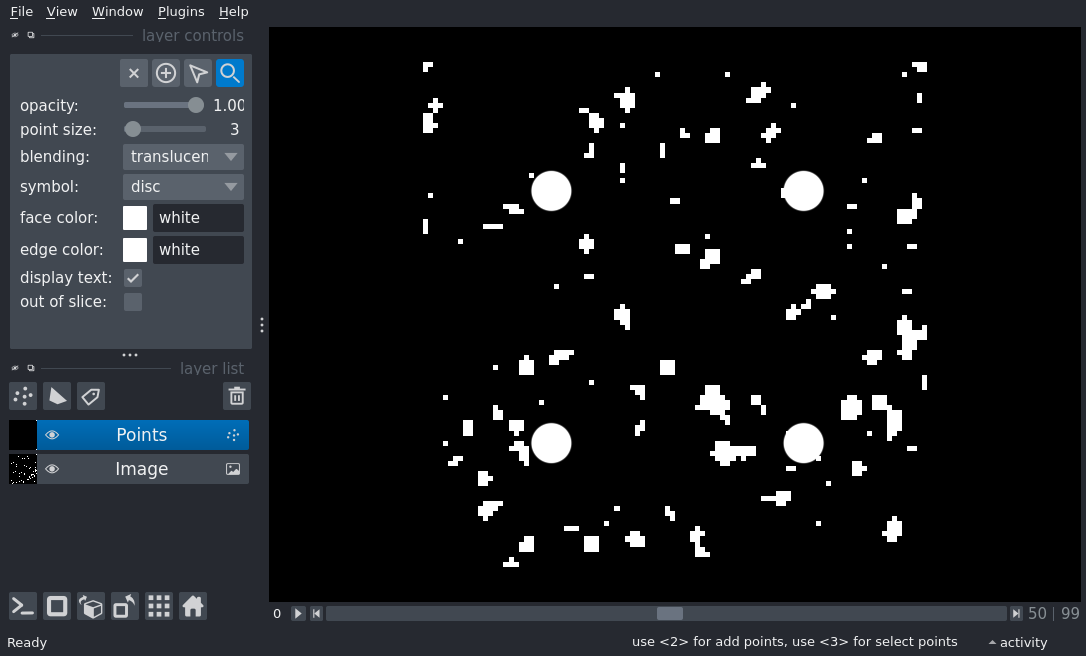 File View Window Plugins Help
layer controls
opacity: 1.00
point size: 3
blending: translucen
symbol: disc
face color: white
edge color: white
display text:
out of slice:
layer list
Points
Image
0 50 | 99
Ready use <2> for add points, use <3> for select points activity